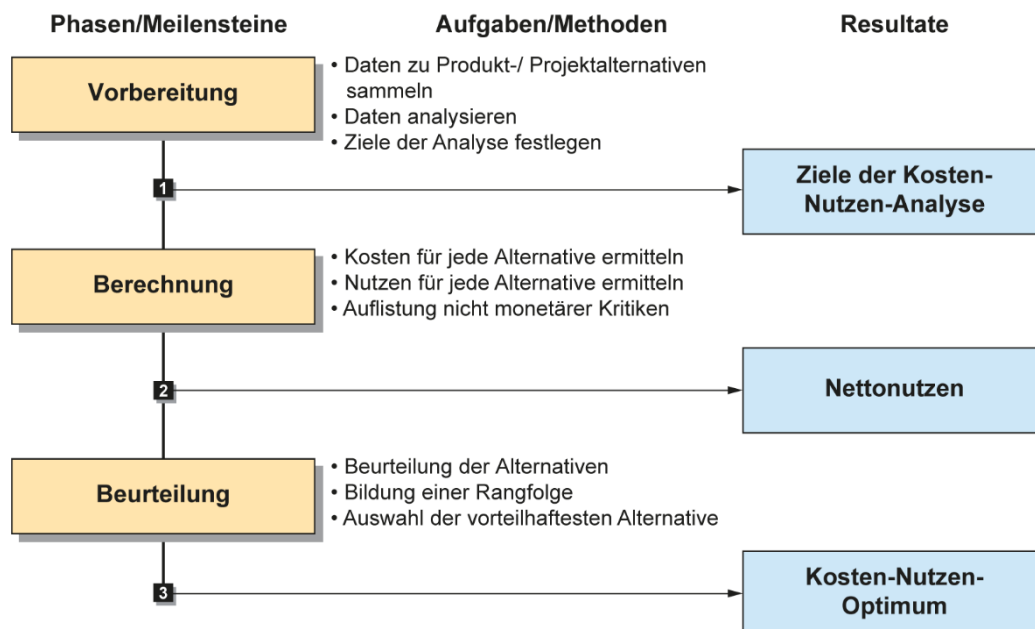 Phasen/Meilensteine
Aufgaben/Methoden
Resultate
Vorbereitung
• Daten zu Produkt-/ Projektalternativen
sammeln
• Daten analysieren
• Ziele der Analyse festlegen
1
Ziele der Kosten-
Nutzen-Analyse
Berechnung
• Kosten für jede Alternative ermitteln
• Nutzen für jede Alternative ermitteln
• Auflistung nicht monetärer Kritiken
2
Nettonutzen
Beurteilung
• Beurteilung der Alternativen
• Bildung einer Rangfolge
• Auswahl der vorteilhaftesten Alternative
3
Kosten-Nutzen-
Optimum